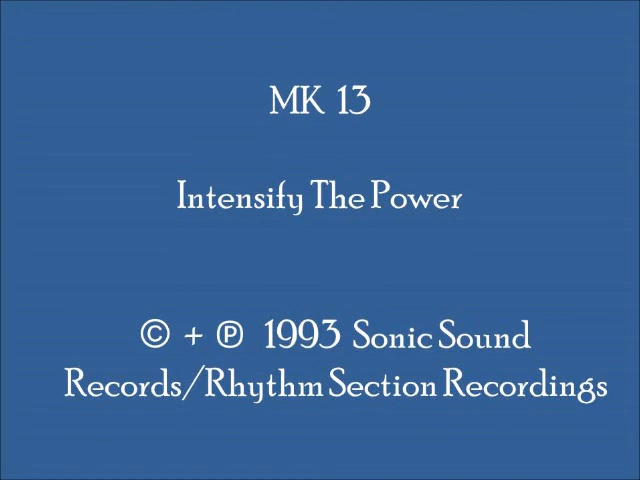 MK 13
Intensify The Power
© + ℗ 1993 Sonic Sound
Records/Rhythm Section Recordings